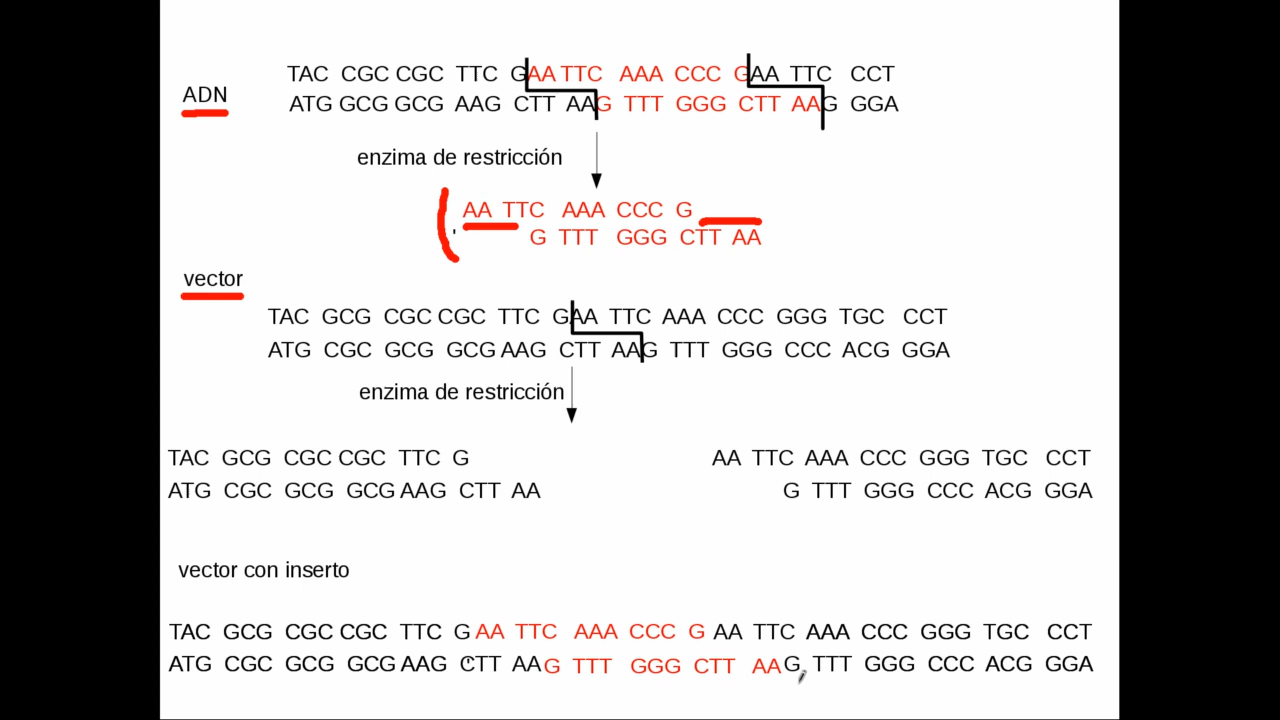 TAC CGC CGC TTC GAA TTC AAA CCC GAA TTC CCT
ADN
ATG GCG GCG AAG CTT AAG TTT GGG CTT AAG GGA
enzima de restricción
AA TTC AAA CCC G
G TTT GGG CTT AA
vector
TAC GCG CGC CGC TTC GAA TTC AAA CCC GGG TGC CCT
ATG CGC GCG GCG AAG CTT AAG TTT GGG CCC ACG GGA
enzima de restricción
TAC GCG CGC CGC TTC G AA TTC AAA CCC GGG TGC CCT
ATG CGC GCG GCG AAG CTT AA G TTT GGG CCC ACG GGA
vector con inserto
TAC GCG CGC CGC TTC G AA TTC AAA CCC G AA TTC AAA CCC GGG TGC CCT
ATG CGC GCG GCG AAG CTT AA G TTT GGG CTT AA G TTT GGG CCC ACG GGA